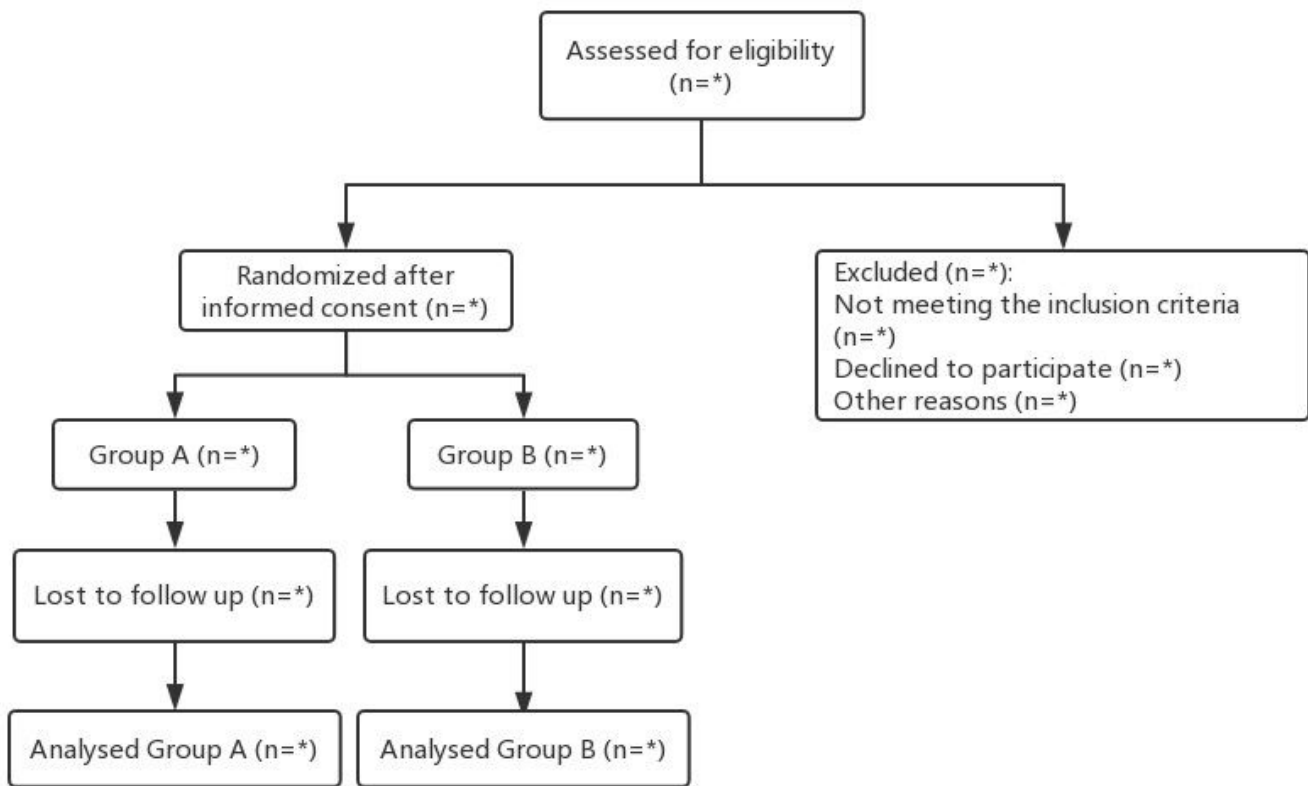 Assessed for eligibility
(n=*)
Randomized after
informed consent (n=*)
Excluded (n=*):
Not meeting the inclusion criteria
(n=*)
Declined to participate (n=*)
Other reasons (n=*)
Group A (n=*)
Group B (n=*)
Lost to follow up (n=*)
Lost to follow up (n=*)
Analysed Group A (n=*)
Analysed Group B (n=*)